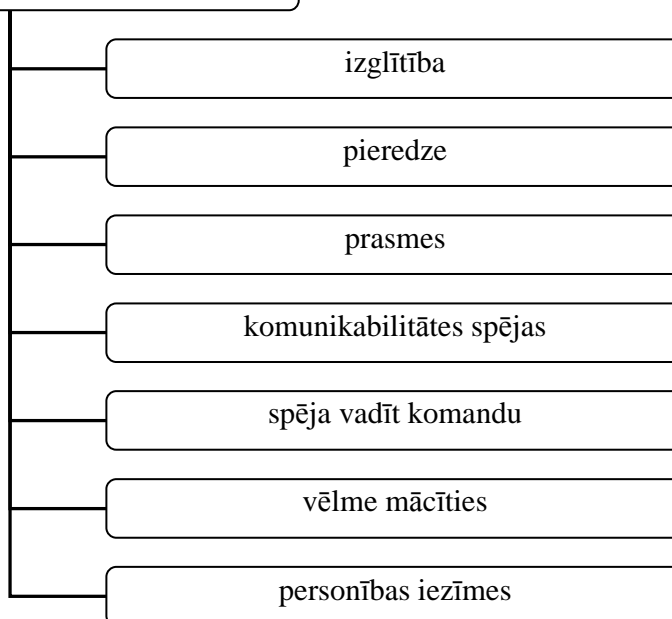 izglītība
pieredze
prasmes
komunikabilitātes spējas
spēja vadīt komandu
vēlme mācīties
personības iezīmes